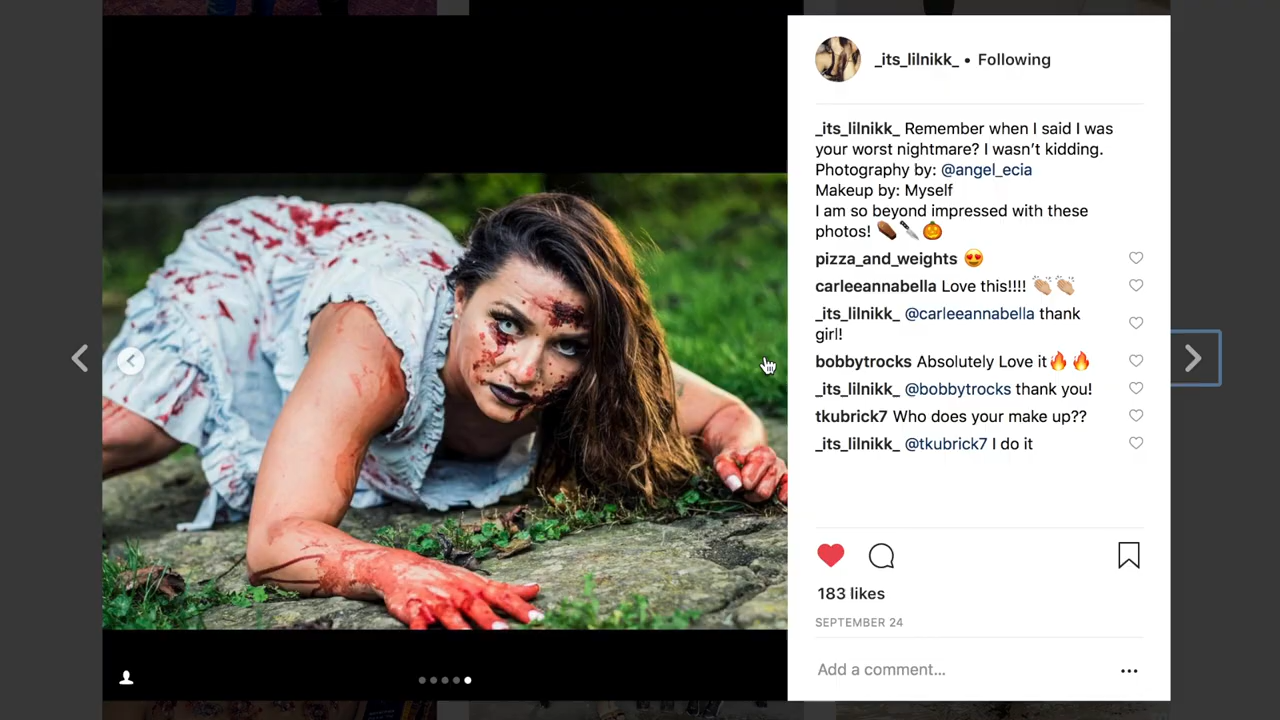 _its_lilnikk_ • Following
_its_lilnikk_ Remember when I said I was
your worst nightmare? I wasn't kidding.
Photography by: @angel_ecia
Makeup by: Myself
I am so beyond impressed with these
photos! ⚰️🔪🎃
pizza_and_weights 😍
carleeannabella Love this!!!! 👏🏼👏🏼
_its_lilnikk_ @carleeannabella thank
girl!
bobbytrocks Absolutely Love it🔥🔥
_its_lilnikk_ @bobbytrocks thank you!
tkubrick7 Who does your make up??
_its_lilnikk_ @tkubrick7 I do it
183 likes
SEPTEMBER 24
Add a comment...